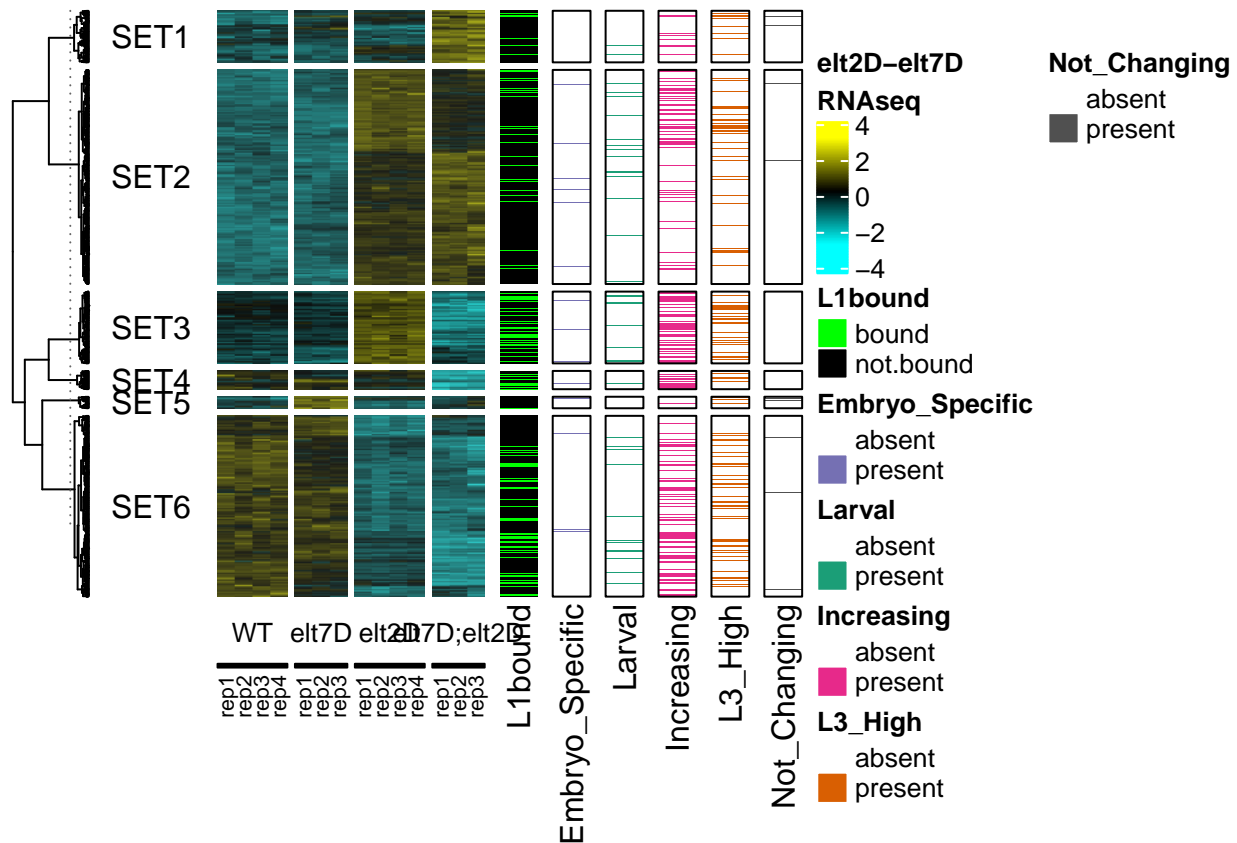 SET1
SET2
SET3
SET4
SET5
SET6
WT
elt7D
elt2D
elt7D;elt2D
rep1
rep2
rep3
rep4
rep1
rep2
rep3
rep1
rep2
rep3
rep4
rep1
rep2
rep3
L1bound
Embryo_Specific
Larval
Increasing
L3_High
Not_Changing
elt2D−elt7D
RNAseq
4
2
0
−2
−4
L1bound
bound
not.bound
Embryo_Specific
absent
present
Larval
absent
present
Increasing
absent
present
L3_High
absent
present
Not_Changing
absent
present